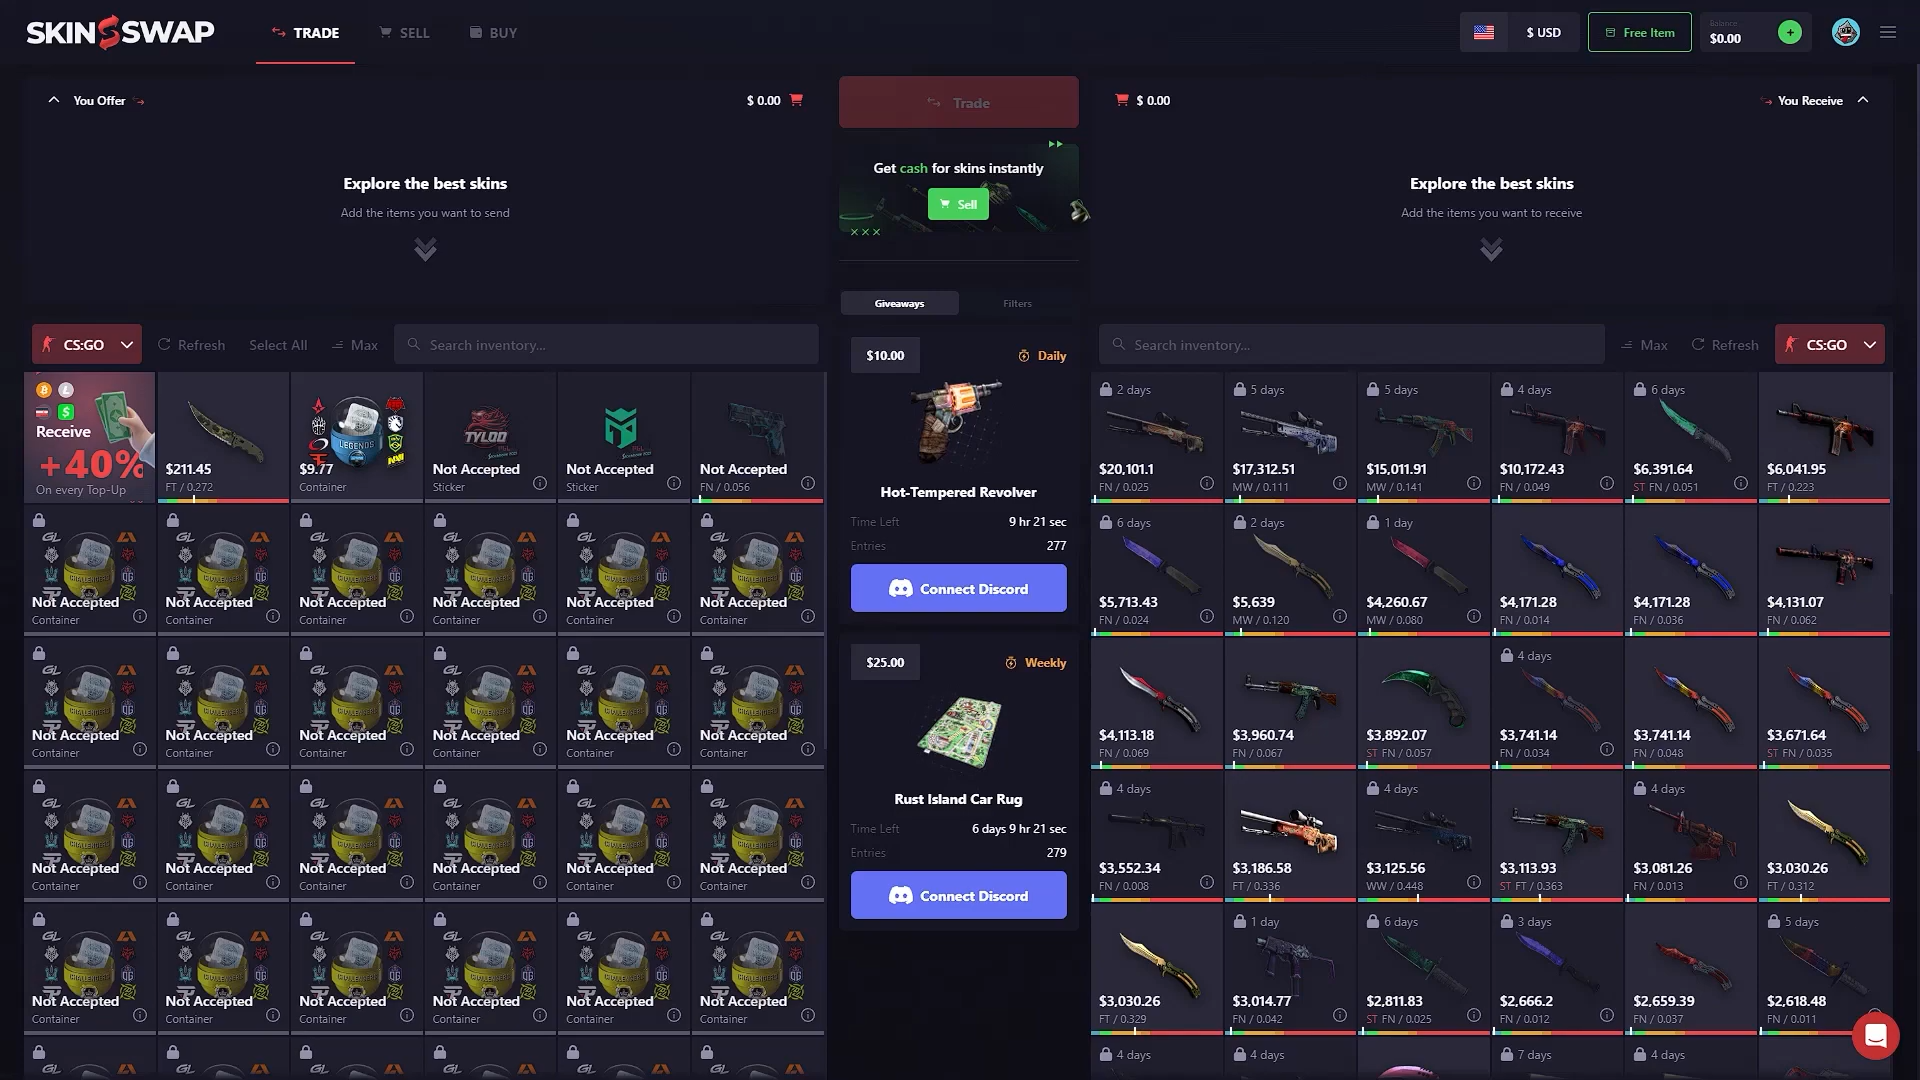 SKINSWAP
TRADE
SELL
BUY
$ USD
Free Item
Balance
$0.00
You Offer
$ 0.00
Trade
$ 0.00
You Receive
Get cash for skins instantly
Sell
Explore the best skins
Add the items you want to send
Explore the best skins
Add the items you want to receive
Giveaways
Filters
CS:GO
Refresh
Select All
Max
Search inventory...
Search inventory...
Max
Refresh
CS:GO
Receive
+40%
On every Top-Up
$211.45
FT / 0.272
LEGENDS
$9.77
Container
TYLOO
Not Accepted
Sticker
Not Accepted
Sticker
Not Accepted
FN / 0.056
Not Accepted
Container
Not Accepted
Container
Not Accepted
Container
Not Accepted
Container
Not Accepted
Container
Not Accepted
Container
Not Accepted
Container
Not Accepted
Container
Not Accepted
Container
Not Accepted
Container
Not Accepted
Container
Not Accepted
Container
Not Accepted
Container
Not Accepted
Container
Not Accepted
Container
Not Accepted
Container
Not Accepted
Container
Not Accepted
Container
Not Accepted
Container
Not Accepted
Container
Not Accepted
Container
Not Accepted
Container
Not Accepted
Container
Not Accepted
Container
$10.00
Daily
Hot-Tempered Revolver
Time Left
9 hr 21 sec
Entries
277
Connect Discord
$25.00
Weekly
Rust Island Car Rug
Time Left
6 days 9 hr 21 sec
Entries
279
Connect Discord
2 days
$20,101.1
FN / 0.025
5 days
$17,312.51
MW / 0.111
5 days
$15,011.91
MW / 0.141
4 days
$10,172.43
FN / 0.049
6 days
$6,391.64
ST FN / 0.051
$6,041.95
FT / 0.223
6 days
$5,713.43
FN / 0.024
2 days
$5,639
MW / 0.120
1 day
$4,260.67
MW / 0.080
$4,171.28
FN / 0.014
$4,171.28
FN / 0.036
$4,131.07
FN / 0.062
$4,113.18
FN / 0.069
$3,960.74
FN / 0.067
$3,892.07
ST FN / 0.057
4 days
$3,741.14
FN / 0.034
$3,741.14
FN / 0.048
$3,671.64
ST FN / 0.035
4 days
$3,552.34
FN / 0.008
$3,186.58
FT / 0.336
4 days
$3,125.56
WW / 0.448
$3,113.93
ST FT / 0.363
4 days
$3,081.26
FN / 0.013
$3,030.26
FT / 0.312
$3,030.26
FT / 0.329
1 day
$3,014.77
FN / 0.042
6 days
$2,811.83
ST FN / 0.025
3 days
$2,666.2
FN / 0.012
$2,659.39
FN / 0.037
5 days
$2,618.48
FN / 0.011
4 days
4 days
7 days
4 days